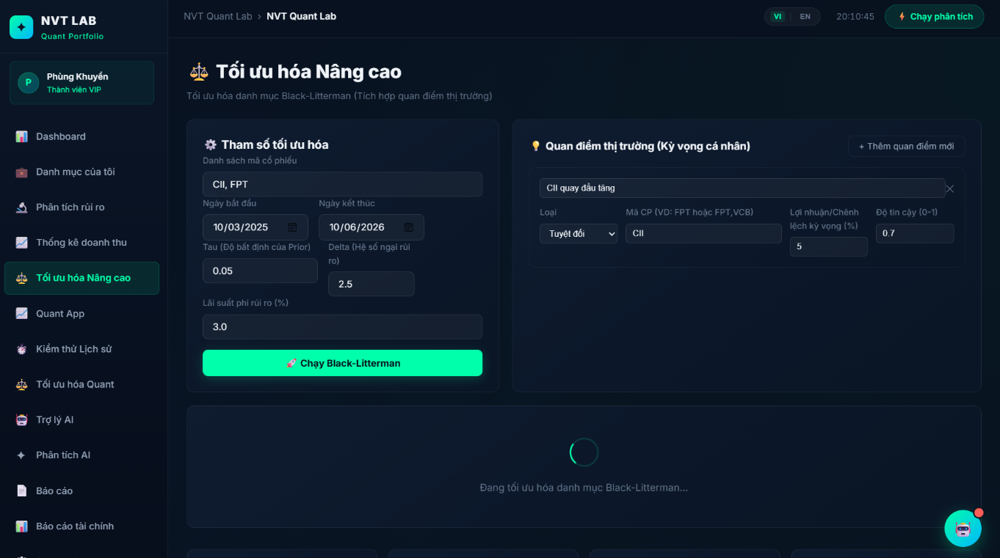 NVT LAB
Quant Portfolio
P
Phùng Khuyến
Thành viên VIP
Dashboard
Danh mục của tôi
Phân tích rủi ro
Thống kê doanh thu
Tối ưu hóa Nâng cao
Quant App
Kiểm thử Lịch sử
Tối ưu hóa Quant
Trợ lý AI
Phân tích AI
Báo cáo
Báo cáo tài chính
NVT Quant Lab › NVT Quant Lab
VI EN
20:10:45
Chạy phân tích
Tối ưu hóa Nâng cao
Tối ưu hóa danh mục Black-Litterman (Tích hợp quan điểm thị trường)
Tham số tối ưu hóa
Danh sách mã cổ phiếu
CII, FPT
Ngày bắt đầu
Ngày kết thúc
10/03/2025
10/06/2026
Tau (Độ bất định của Prior)
Delta (Hệ số ngại rủi
ro)
0.05
2.5
Lãi suất phi rủi ro (%)
3.0
Chạy Black-Litterman
Quan điểm thị trường (Kỳ vọng cá nhân)
+ Thêm quan điểm mới
CII quay đầu tăng
Loại
Mã CP (VD: FPT hoặc FPT,VCB)
Lợi nhuận/Chênh
lệch kỳ vọng (%)
Độ tin cậy (0-1)
Tuyệt đối
CII
5
0.7
Đang tối ưu hóa danh mục Black-Litterman...